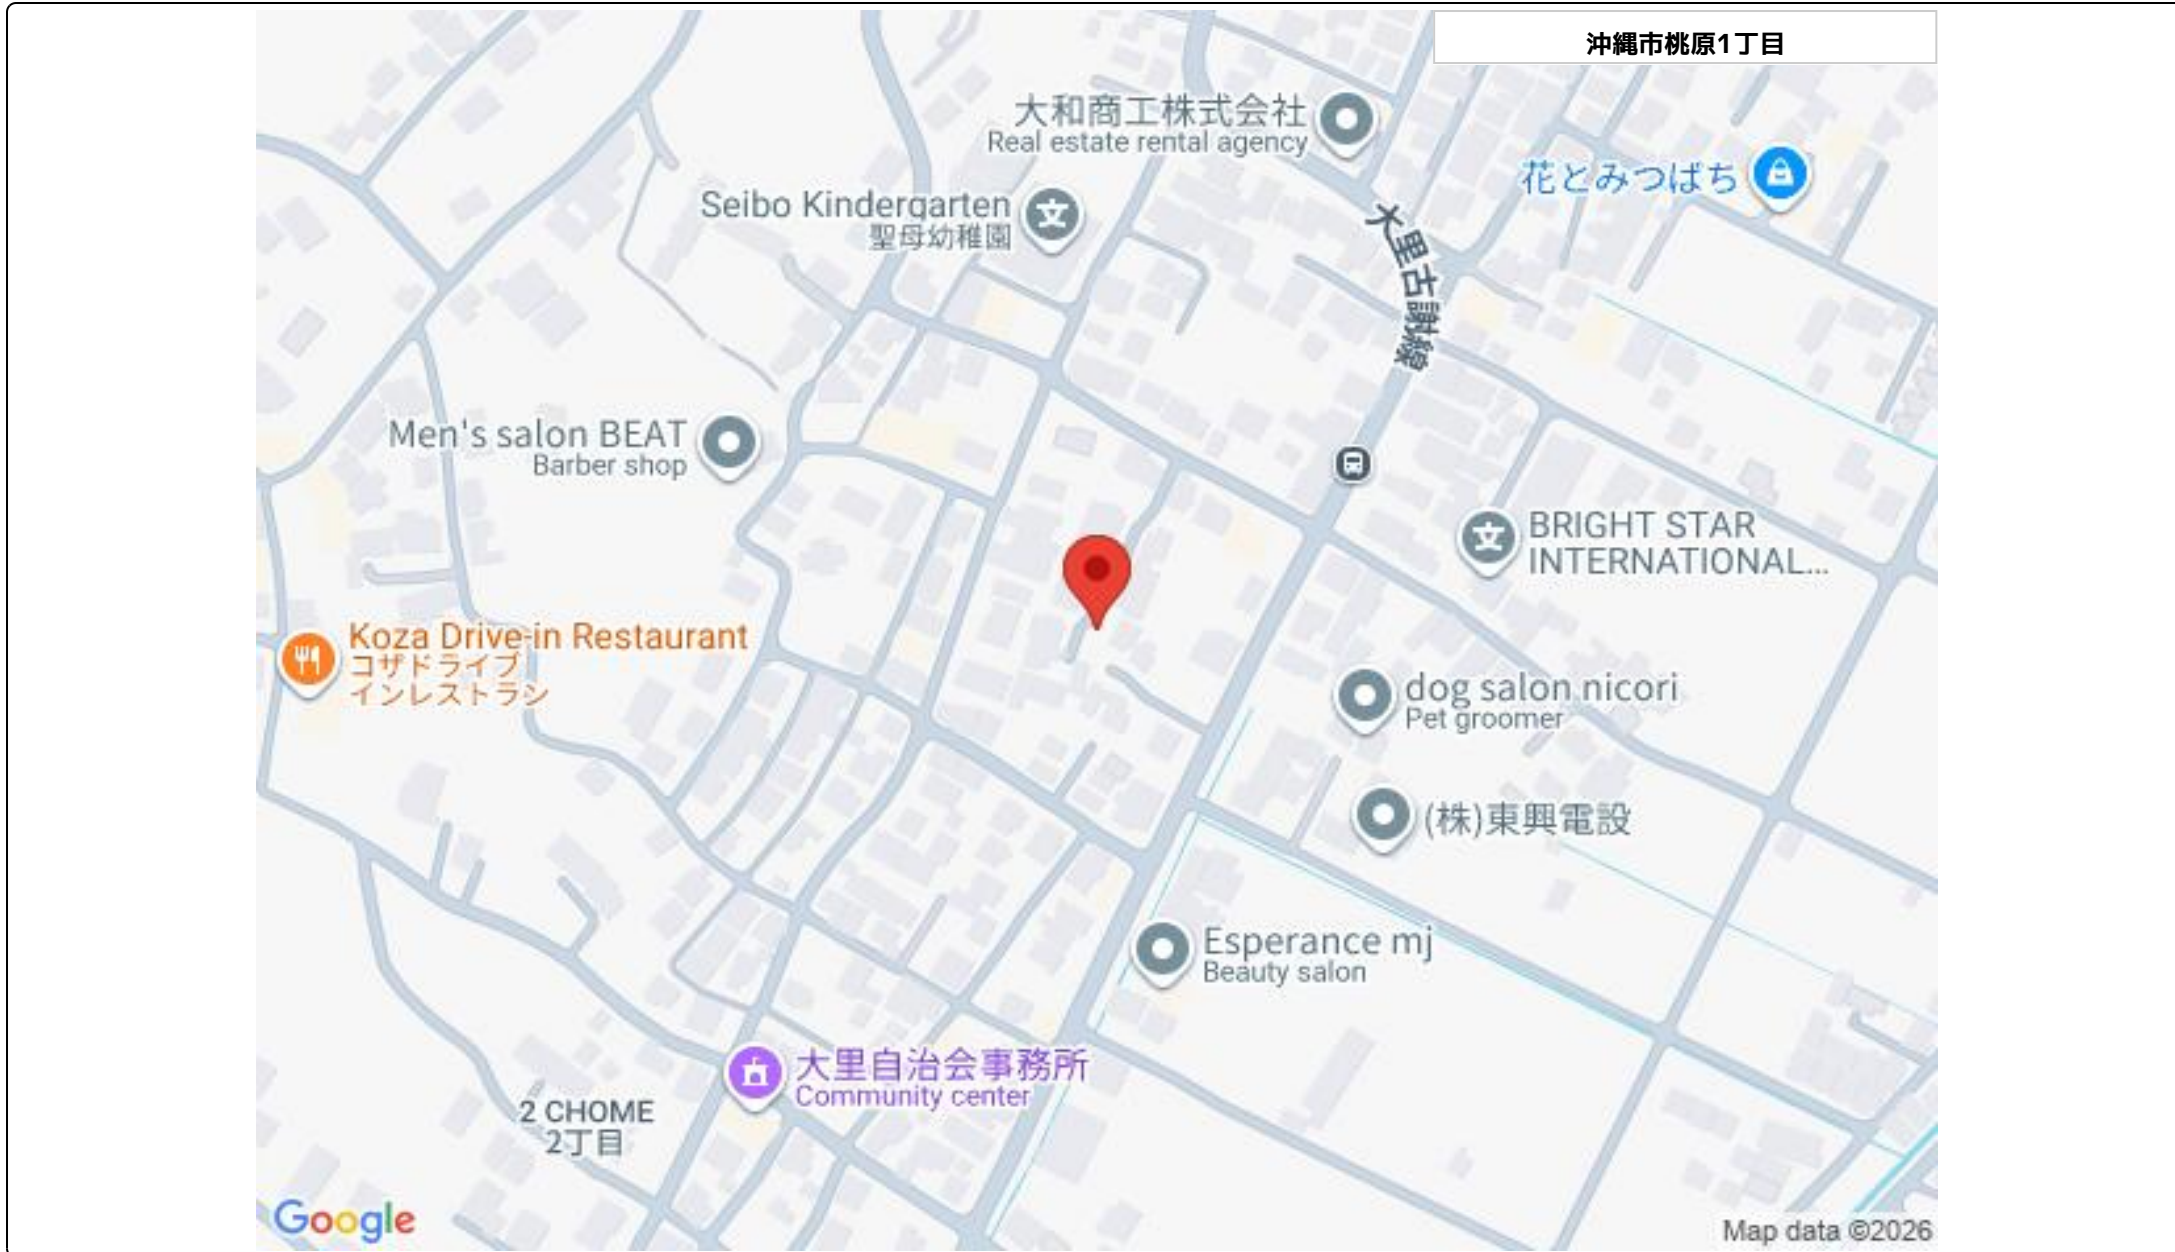 沖縄市桃原1丁目
大和商工株式会社
Real estate rental agency
花とみつばち
Seibo Kindergarten
聖母幼稚園
大里古謝線
Men's salon BEAT
Barber shop
BRIGHT STAR
INTERNATIONAL...
Koza Drive-in Restaurant
コザドライブ
インレストラン
dog salon nicori
Pet groomer
(株)東興電設
Esperance mj
Beauty salon
大里自治会事務所
Community center
2 CHOME
2丁目
Google
Map data ©2026